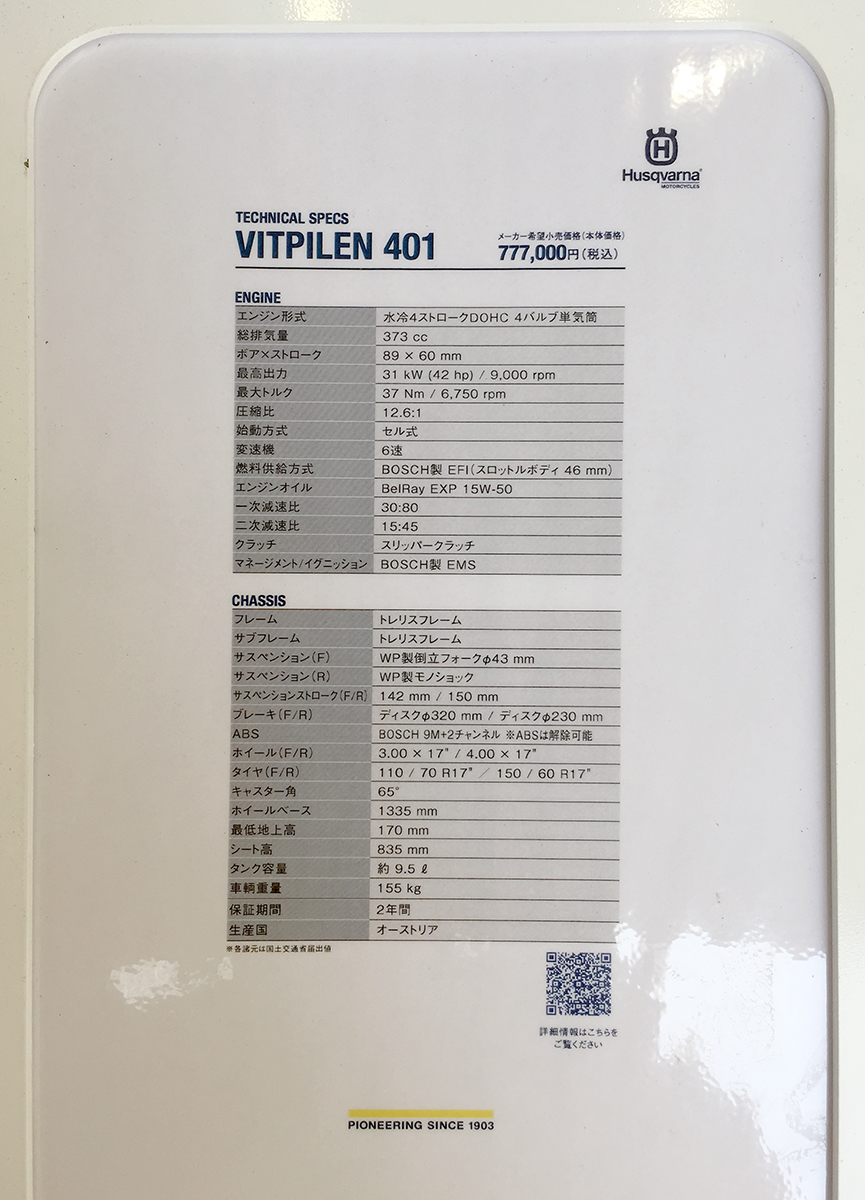 H
Husqvarna
MOTORCYCLES
TECHNICAL SPECS
VITPILEN 401
メーカー希望小売価格(本体価格)
777,000円(税込)
ENGINE
エンジン形式 水冷4ストロークDOHC 4バルブ単気筒
総排気量 373 cc
ボア×ストローク 89 × 60 mm
最高出力 31 kW (42 hp) / 9,000 rpm
最大トルク 37 Nm / 6,750 rpm
圧縮比 12.6:1
始動方式 セル式
変速機 6速
燃料供給方式 BOSCH製 EFI(スロットルボディ 46 mm)
エンジンオイル BelRay EXP 15W-50
一次減速比 30:80
二次減速比 15:45
クラッチ スリッパークラッチ
マネージメント/イグニッション BOSCH製 EMS
CHASSIS
フレーム トレリスフレーム
サブフレーム トレリスフレーム
サスペンション(F) WP製倒立フォークφ43 mm
サスペンション(R) WP製モノショック
サスペンションストローク(F/R) 142 mm / 150 mm
ブレーキ(F/R) ディスクφ320 mm / ディスクφ230 mm
ABS BOSCH 9M+2チャンネル ※ABSは解除可能
ホイール(F/R) 3.00 × 17" / 4.00 × 17"
タイヤ(F/R) 110 / 70 R17" / 150 / 60 R17"
キャスター角 65°
ホイールベース 1335 mm
最低地上高 170 mm
シート高 835 mm
タンク容量 約 9.5 ℓ
車輌重量 155 kg
保証期間 2年間
生産国 オーストリア
※各諸元は国土交通省届出値
詳細情報はこちらを
ご覧ください
PIONEERING SINCE 1903